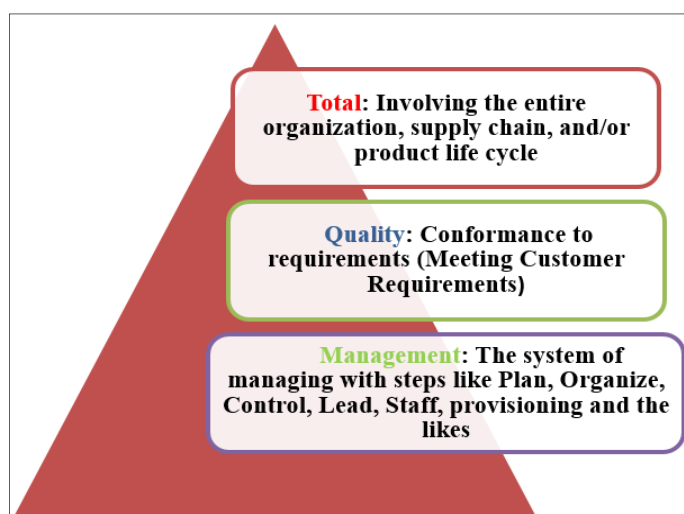 Total: Involving the entire
organization, supply chain, and/or
product life cycle
Quality: Conformance to
requirements (Meeting Customer
Requirements)
Management: The system of
managing with steps like Plan, Organize,
Control, Lead, Staff, provisioning and the
likes